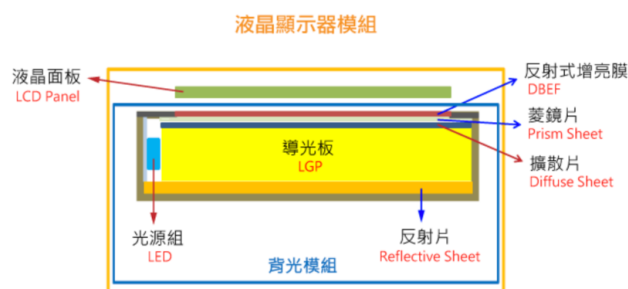 液晶顯示器模組
液晶面板
LCD Panel
反射式增亮膜
DBEF
菱鏡片
Prism Sheet
擴散片
Diffuse Sheet
導光板
LGP
光源組
LED
反射片
Reflective Sheet
背光模組